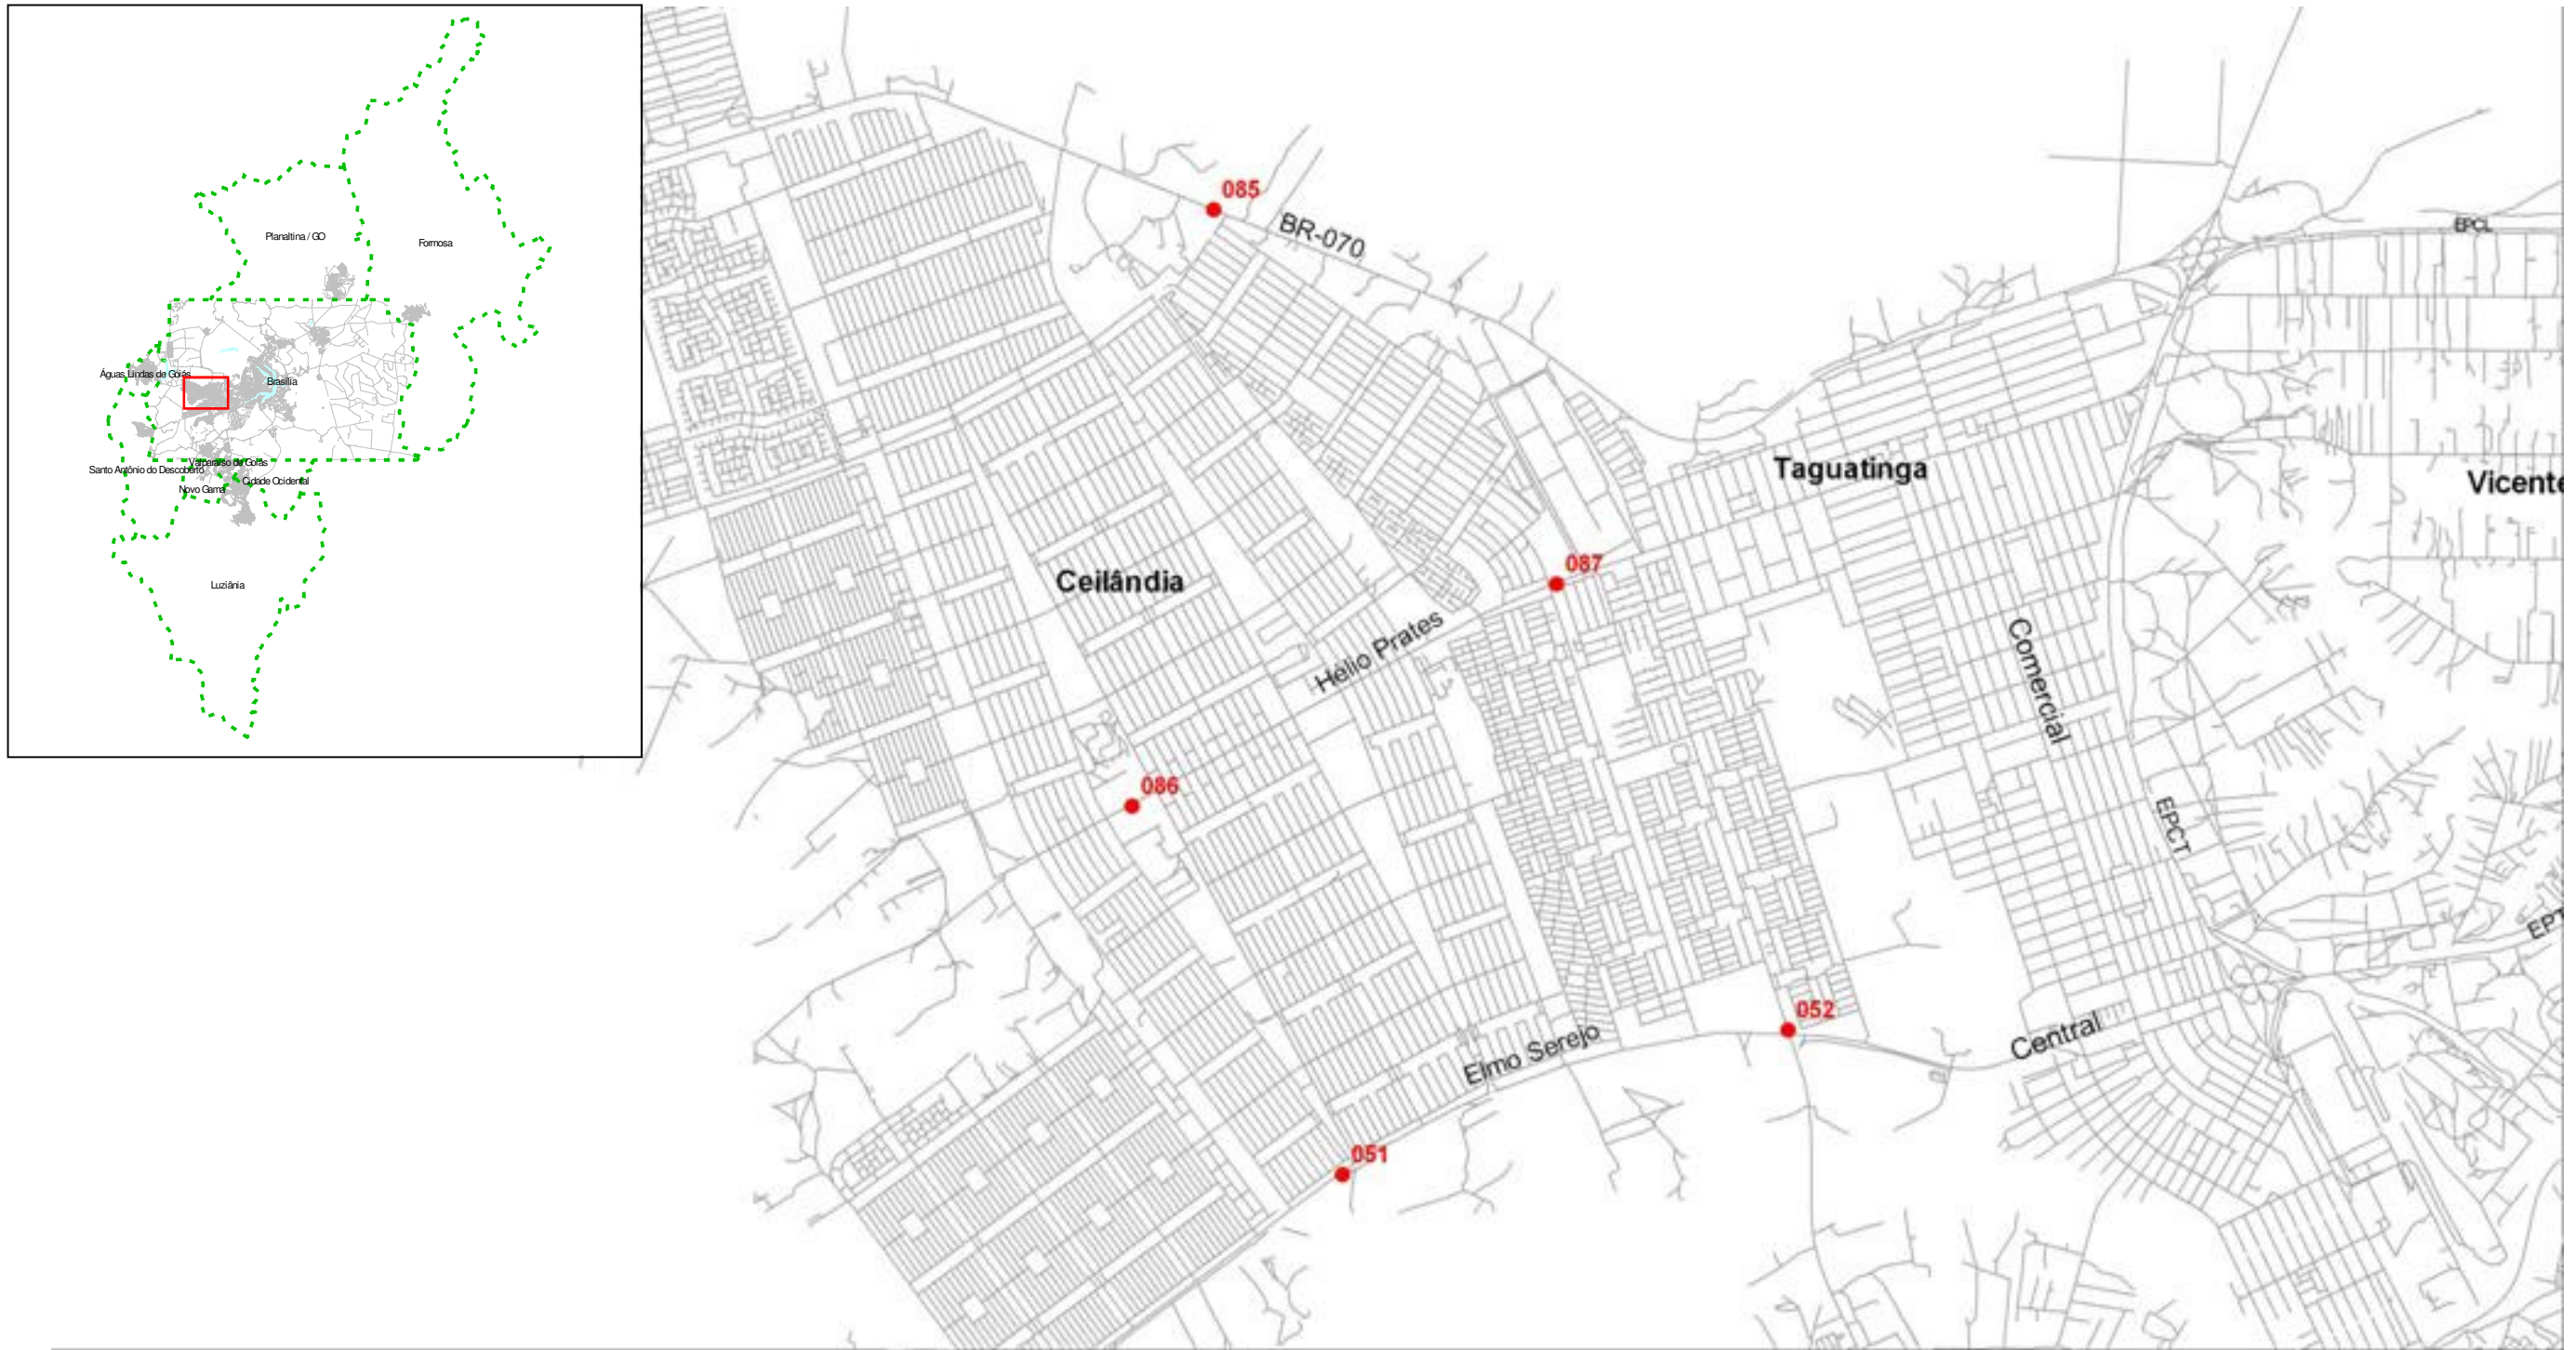 Planaltina / GO
Formosa
Águas Lindas de Goiás
Brasília
Valparaíso de Goiás
Santo Antônio do Descoberto
Cidade Ocidental
Novo Gama
Luziânia
085
BR-070
EPCL
Taguatinga
Vicente
087
Ceilândia
Hélio Prates
Comercial
086
EPCT
EPT
052
Central
Elmo Serejo
051